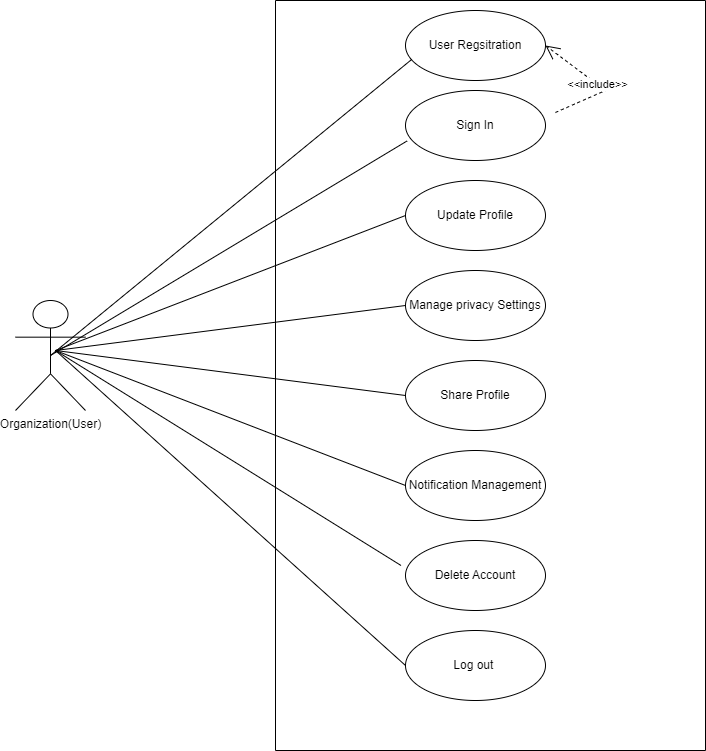 User Regsitration
<<include>>
Sign In
Update Profile
Manage privacy Settings
Share Profile
Organization(User)
Notification Management
Delete Account
Log out